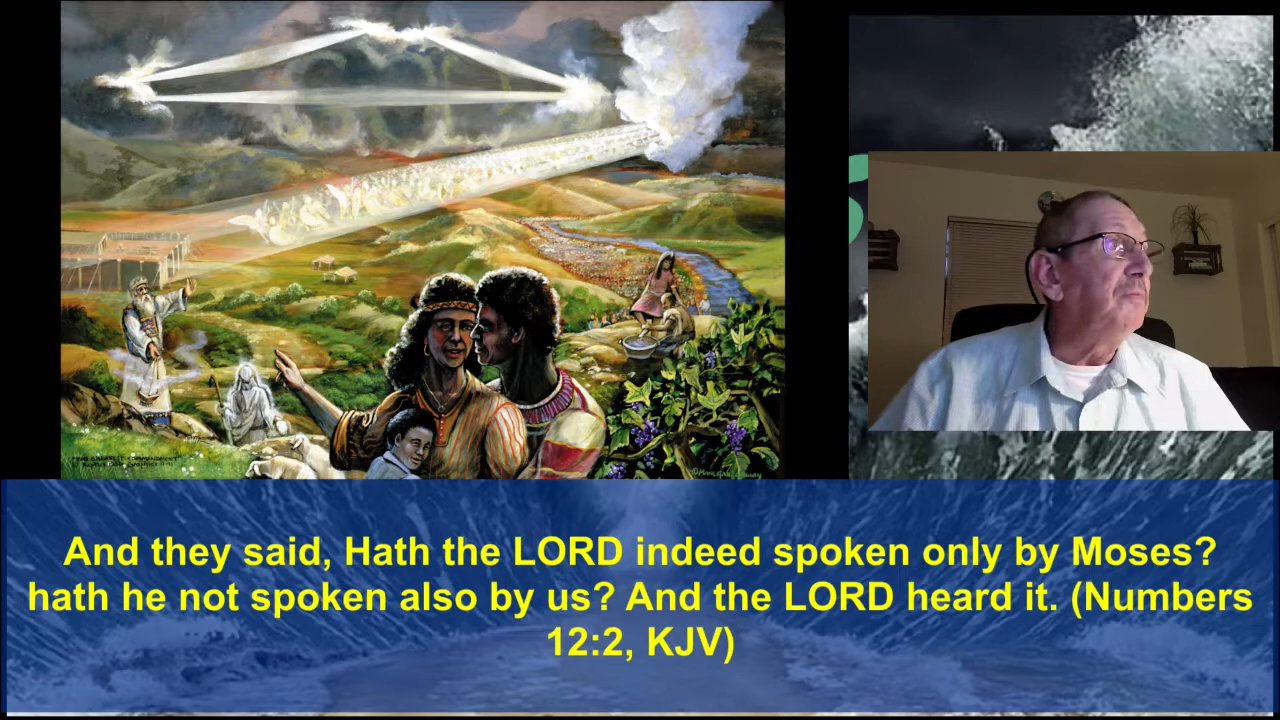 And they said, Hath the LORD indeed spoken only by Moses?
hath he not spoken also by us? And the LORD heard it. (Numbers
12:2, KJV)